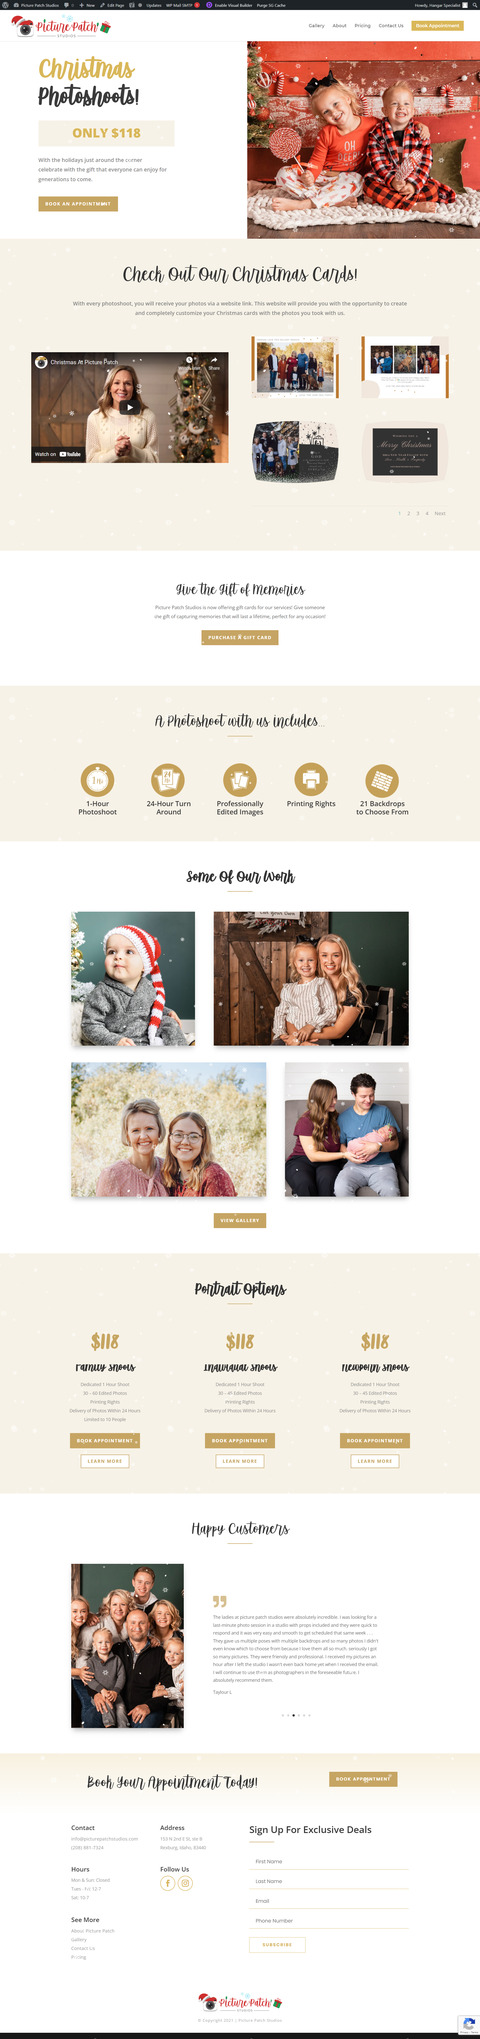 Picture Patch Studios
New
Edit Page
Updates
WP Mail SMTP
Enable Visual Builder
Purge SG Cache
Howdy, Hangar Specialist
Picture Patch
STUDIOS
Gallery
About
Pricing
Contact Us
Book Appointment
Christmas
Photoshoots!
ONLY $118
With the holidays just around the corner
celebrate with the gift that everyone can enjoy for
generations to come.
BOOK AN APPOINTMENT
Check Out Our Christmas Cards!
With every photoshoot, you will receive your photos via a website link. This website will provide you with the opportunity to create
and completely customize your Christmas cards with the photos you took with us.
Christmas At Picture Patch
Watch later
Share
Watch on YouTube
Merry Christmas
1 2 3 4 Next
Give the Gift of Memories
Picture Patch Studios is now offering gift cards for our services! Give someone
the gift of capturing memories that will last a lifetime, perfect for any occasion!
PURCHASE A GIFT CARD
A Photoshoot with us includes...
1-Hour
Photoshoot
24-Hour Turn
Around
Professionally
Edited Images
Printing Rights
21 Backdrops
to Choose From
Some Of Our Work
VIEW GALLERY
Portrait Options
$118
Family Shoots
Dedicated 1 Hour Shoot
30 - 60 Edited Photos
Printing Rights
Delivery of Photos Within 24 Hours
Limited to 10 People
BOOK APPOINTMENT
LEARN MORE
$118
Individual Shoots
Dedicated 1 Hour Shoot
30 - 45 Edited Photos
Printing Rights
Delivery of Photos Within 24 Hours
BOOK APPOINTMENT
LEARN MORE
$118
Newborn Shoots
Dedicated 1 Hour Shoot
30 - 45 Edited Photos
Printing Rights
Delivery of Photos Within 24 Hours
BOOK APPOINTMENT
LEARN MORE
Happy Customers
The ladies at picture patch studios were absolutely incredible. I was looking for a
last minute photo session in a studio with props included and they were quick to
respond and it was very easy and smooth to get scheduled that same week . . .
They gave us multiple poses with multiple backdrops and so many photos I didn't
even know which to choose from because I love them all so much, seriously I got
so many pictures. They were friendly and professional. I received my pictures an
hour after I left the studio I wasn't even back home yet when I received the email.
I will continue to use them as photographers in the foreseeable future. I
absolutely recommend them.
Taylour L
Book Your Appointment Today!
BOOK APPOINTMENT
Contact
info@picturepatchstudios.com
(208) 881-7324
Hours
Mon & Sun: Closed
Tues - Fri: 12-7
Sat: 10-7
See More
About Picture Patch
Gallery
Contact Us
Pricing
Address
Rexburg, Idaho, 83440
Follow Us
Sign Up For Exclusive Deals
First Name
Last Name
Email
Phone Number
SUBSCRIBE
Picture Patch
STUDIOS
© Copyright 2021 | Picture Patch Studios